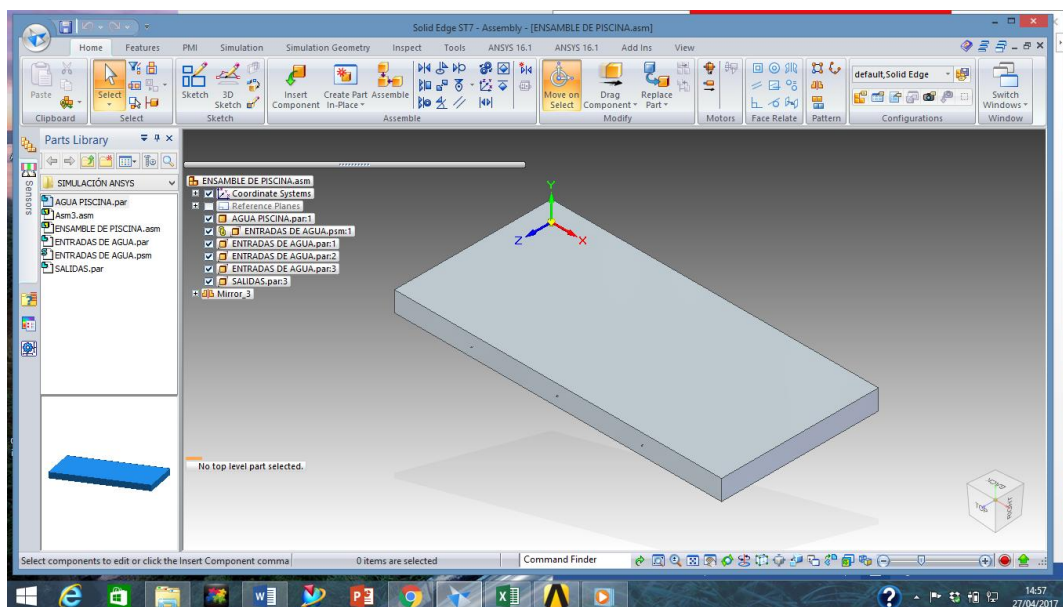 Solid Edge ST7 - Assembly - [ENSAMBLE DE PISCINA.asm]
Home Features PMI Simulation Simulation Geometry Inspect Tools ANSYS 16.1 ANSYS 16.1 Add Ins View
Paste
Select
Sketch
3D Sketch
Insert Component
Create Part In-Place
Assemble
Move on Select
Drag Component
Replace Part
default,Solid Edge
Switch Windows
Clipboard Select Sketch Assemble Modify Motors Face Relate Pattern Configurations Window
Parts Library
Sensors
SIMULACIÓN ANSYS
AGUA PISCINA.par
Asm3.asm
ENSAMBLE DE PISCINA.asm
ENTRADAS DE AGUA.par
ENTRADAS DE AGUA.psm
SALIDAS.par
ENSAMBLE DE PISCINA.asm
Coordinate Systems
Reference Planes
AGUA PISCINA.par:1
ENTRADAS DE AGUA.psm:1
ENTRADAS DE AGUA.par:1
ENTRADAS DE AGUA.par:2
ENTRADAS DE AGUA.par:3
SALIDAS.par:3
Mirror_3
Y
Z
X
No top level part selected.
TOP
Select components to edit or click the Insert Component comma
0 items are selected
Command Finder
14:57
27/04/2017